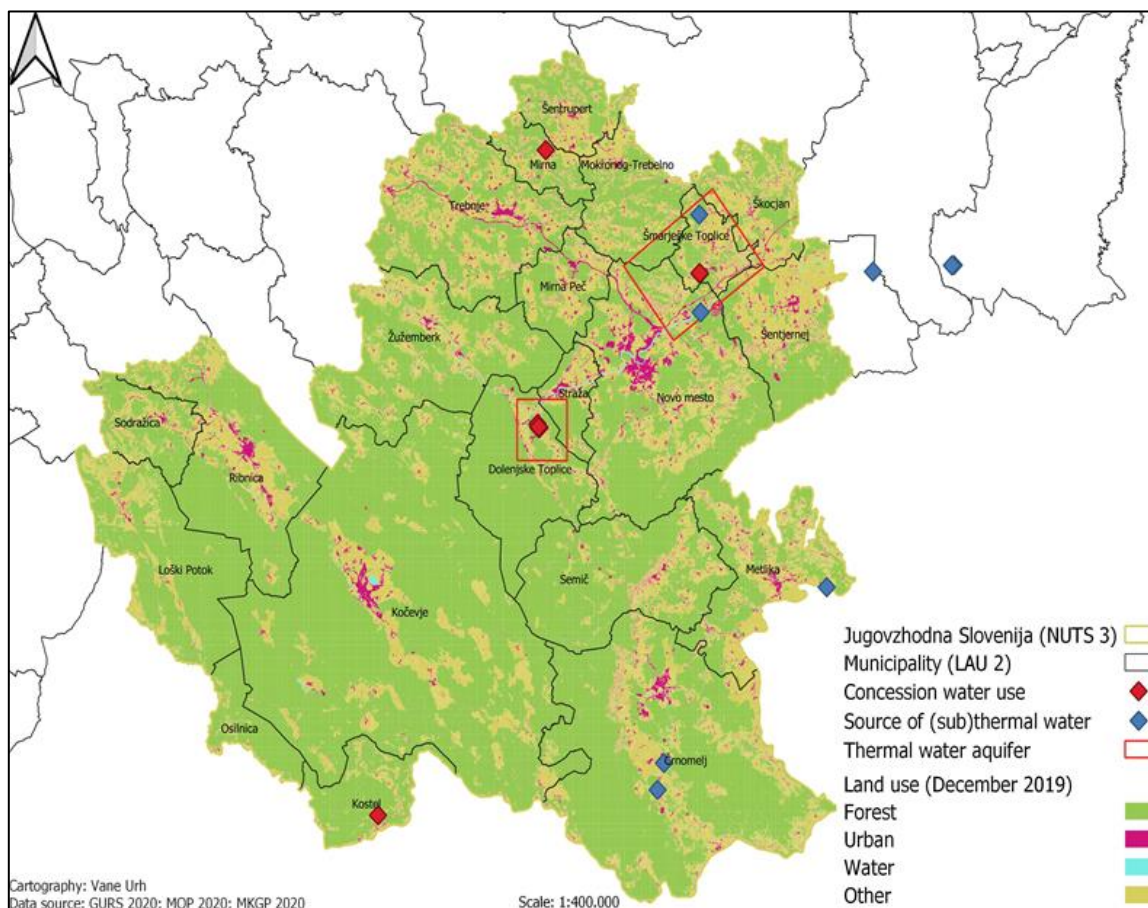 Šentrupert
Mirna
Mokronog-Trebelno
Trebnje
Škocjan
Šmarješke Toplice
Mirna Peč
Šentjernej
Žužemberk
Straža
Novo mesto
Sodražica
Ribnica
Dolenjske Toplice
Loški Potok
Semič
Metlika
Kočevje
Osilnica
Črnomelj
Kostel
Jugovzhodna Slovenija (NUTS 3)
Municipality (LAU 2)
Concession water use
Source of (sub)thermal water
Thermal water aquifer
Land use (December 2019)
Forest
Urban
Water
Other
Cartography: Vane Urh
Data source: GURS 2020; MOP 2020; MKGP 2020
Scale: 1:400.000